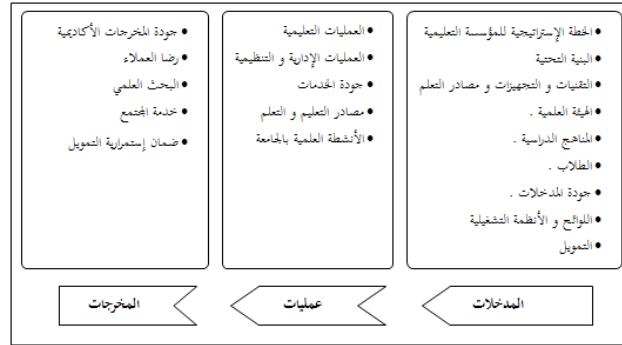 الخطة الإستراتيجية للمؤسسة التعليمية
البنية التحتية
التقنيات و التجهيزات و مصادر التعلم
الهيئة العلمية .
المناهج الدراسية .
الطلاب .
جودة المدخلات .
اللوائح و الأنظمة التشغيلية
التمويل
العمليات التعليمية
العمليات الإدارية و التنظيمية
جودة الخدمات
مصادر التعليم و التعلم
الأنشطة العلمية بالجامعة
جودة المخرجات الأكاديمية
رضا العملاء
البحث العلمي
خدمة المجتمع
ضمان إستمرارية التمويل
المدخلات
عمليات
المخرجات